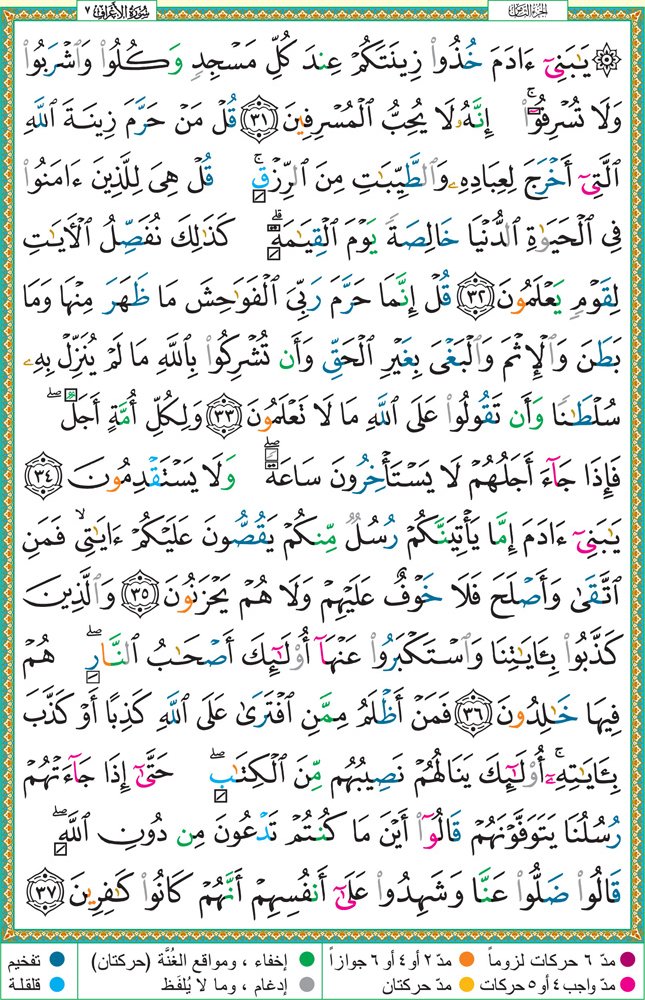 سُورَةُ الأَعْرَافِ ٧
الجزء الثامن
۞ يَٰبَنِىٓ ءَادَمَ خُذُوا۟ زِينَتَكُمْ عِندَ كُلِّ مَسْجِدٍ وَكُلُوا۟ وَٱشْرَبُوا۟
وَلَا تُسْرِفُوٓا۟ ۚ إِنَّهُۥ لَا يُحِبُّ ٱلْمُسْرِفِينَ ٣١ قُلْ مَنْ حَرَّمَ زِينَةَ ٱللَّهِ
ٱلَّتِىٓ أَخْرَجَ لِعِبَادِهِۦ وَٱلطَّيِّبَٰتِ مِنَ ٱلرِّزْقِ ۚ قُلْ هِىَ لِلَّذِينَ ءَامَنُوا۟
فِى ٱلْحَيَوٰةِ ٱلدُّنْيَا خَالِصَةً يَوْمَ ٱلْقِيَٰمَةِ ۗ كَذَٰلِكَ نُفَصِّلُ ٱلْءَايَٰتِ
لِقَوْمٍ يَعْلَمُونَ ٣٢ قُلْ إِنَّمَا حَرَّمَ رَبِّىَ ٱلْفَوَٰحِشَ مَا ظَهَرَ مِنْهَا وَمَا
بَطَنَ وَٱلْإِثْمَ وَٱلْبَغْىَ بِغَيْرِ ٱلْحَقِّ وَأَن تُشْرِكُوا۟ بِٱللَّهِ مَا لَمْ يُنَزِّلْ بِهِۦ
سُلْطَٰنًا وَأَن تَقُولُوا۟ عَلَى ٱللَّهِ مَا لَا تَعْلَمُونَ ٣٣ وَلِكُلِّ أُمَّةٍ أَجَلٌ ۖ
فَإِذَا جَآءَ أَجَلُهُمْ لَا يَسْتَأْخِرُونَ سَاعَةً ۖ وَلَا يَسْتَقْدِمُونَ ٣٤
يَٰبَنِىٓ ءَادَمَ إِمَّا يَأْتِيَنَّكُمْ رُسُلٌ مِّنكُمْ يَقُصُّونَ عَلَيْكُمْ ءَايَٰتِى ۙ فَمَنِ
ٱتَّقَىٰ وَأَصْلَحَ فَلَا خَوْفٌ عَلَيْهِمْ وَلَا هُمْ يَحْزَنُونَ ٣٥ وَٱلَّذِينَ
كَذَّبُوا۟ بِـَٔايَٰتِنَا وَٱسْتَكْبَرُوا۟ عَنْهَآ أُو۟لَٰٓئِكَ أَصْحَٰبُ ٱلنَّارِ ۖ هُمْ
فِيهَا خَٰلِدُونَ ٣٦ فَمَنْ أَظْلَمُ مِمَّنِ ٱفْتَرَىٰ عَلَى ٱللَّهِ كَذِبًا أَوْ كَذَّبَ
بِـَٔايَٰتِهِۦٓ ۚ أُو۟لَٰٓئِكَ يَنَالُهُمْ نَصِيبُهُم مِّنَ ٱلْكِتَٰبِ ۖ حَتَّىٰٓ إِذَا جَآءَتْهُمْ
رُسُلُنَا يَتَوَفَّوْنَهُمْ قَالُوٓا۟ أَيْنَ مَا كُنتُمْ تَدْعُونَ مِن دُونِ ٱللَّهِ ۖ
قَالُوا۟ ضَلُّوا۟ عَنَّا وَشَهِدُوا۟ عَلَىٰٓ أَنفُسِهِمْ أَنَّهُمْ كَانُوا۟ كَٰفِرِينَ ٣٧
مدّ ٦ حركات لزوماً مدّ ٢ أو ٤ أو ٦ جوازاً إخفاء ، ومواقع الغُنَّة (حركتان) تفخيم
مدّ واجب ٤ أو ٥ حركات مدّ حركتان إدغام ، وما لا يُلفَظ قلقلة